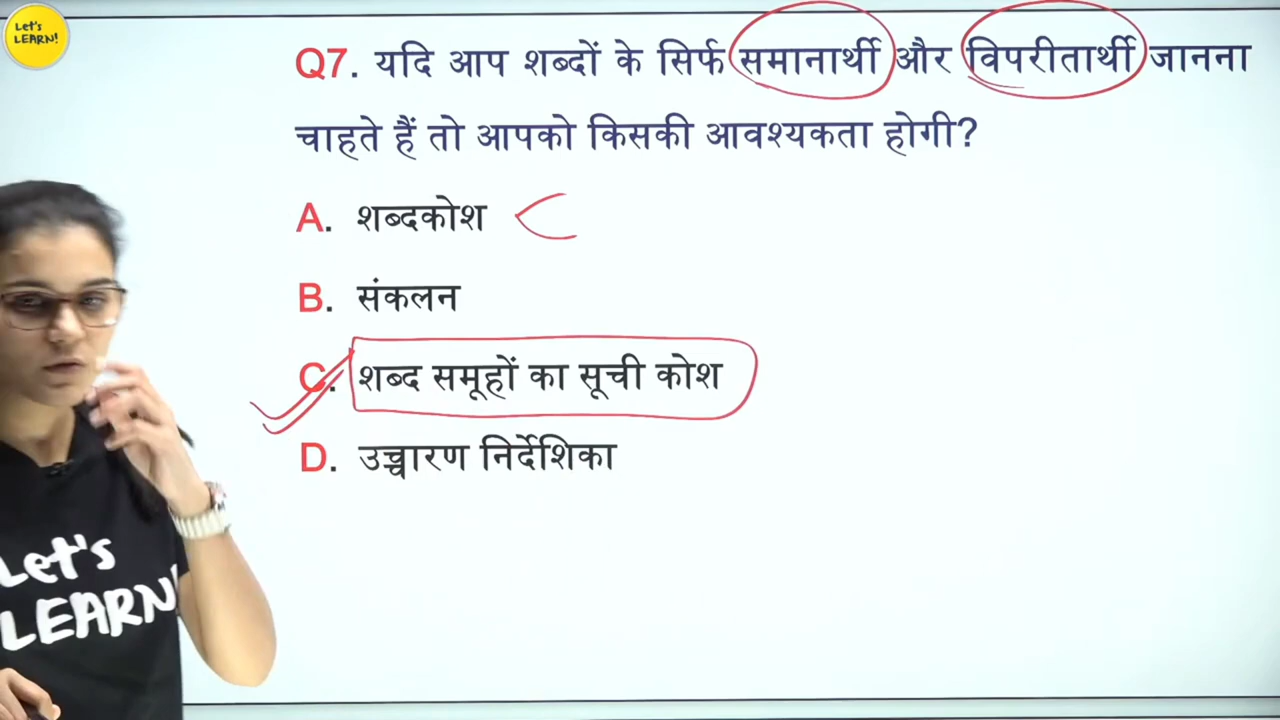 Let's
LEARN!
Q7. यदि आप शब्दों के सिर्फ समानार्थी और विपरीतार्थी जानना
चाहते हैं तो आपको किसकी आवश्यकता होगी?
A. शब्दकोश
B. संकलन
C. शब्द समूहों का सूची कोश
D. उच्चारण निर्देशिका
Let's
LEARN!